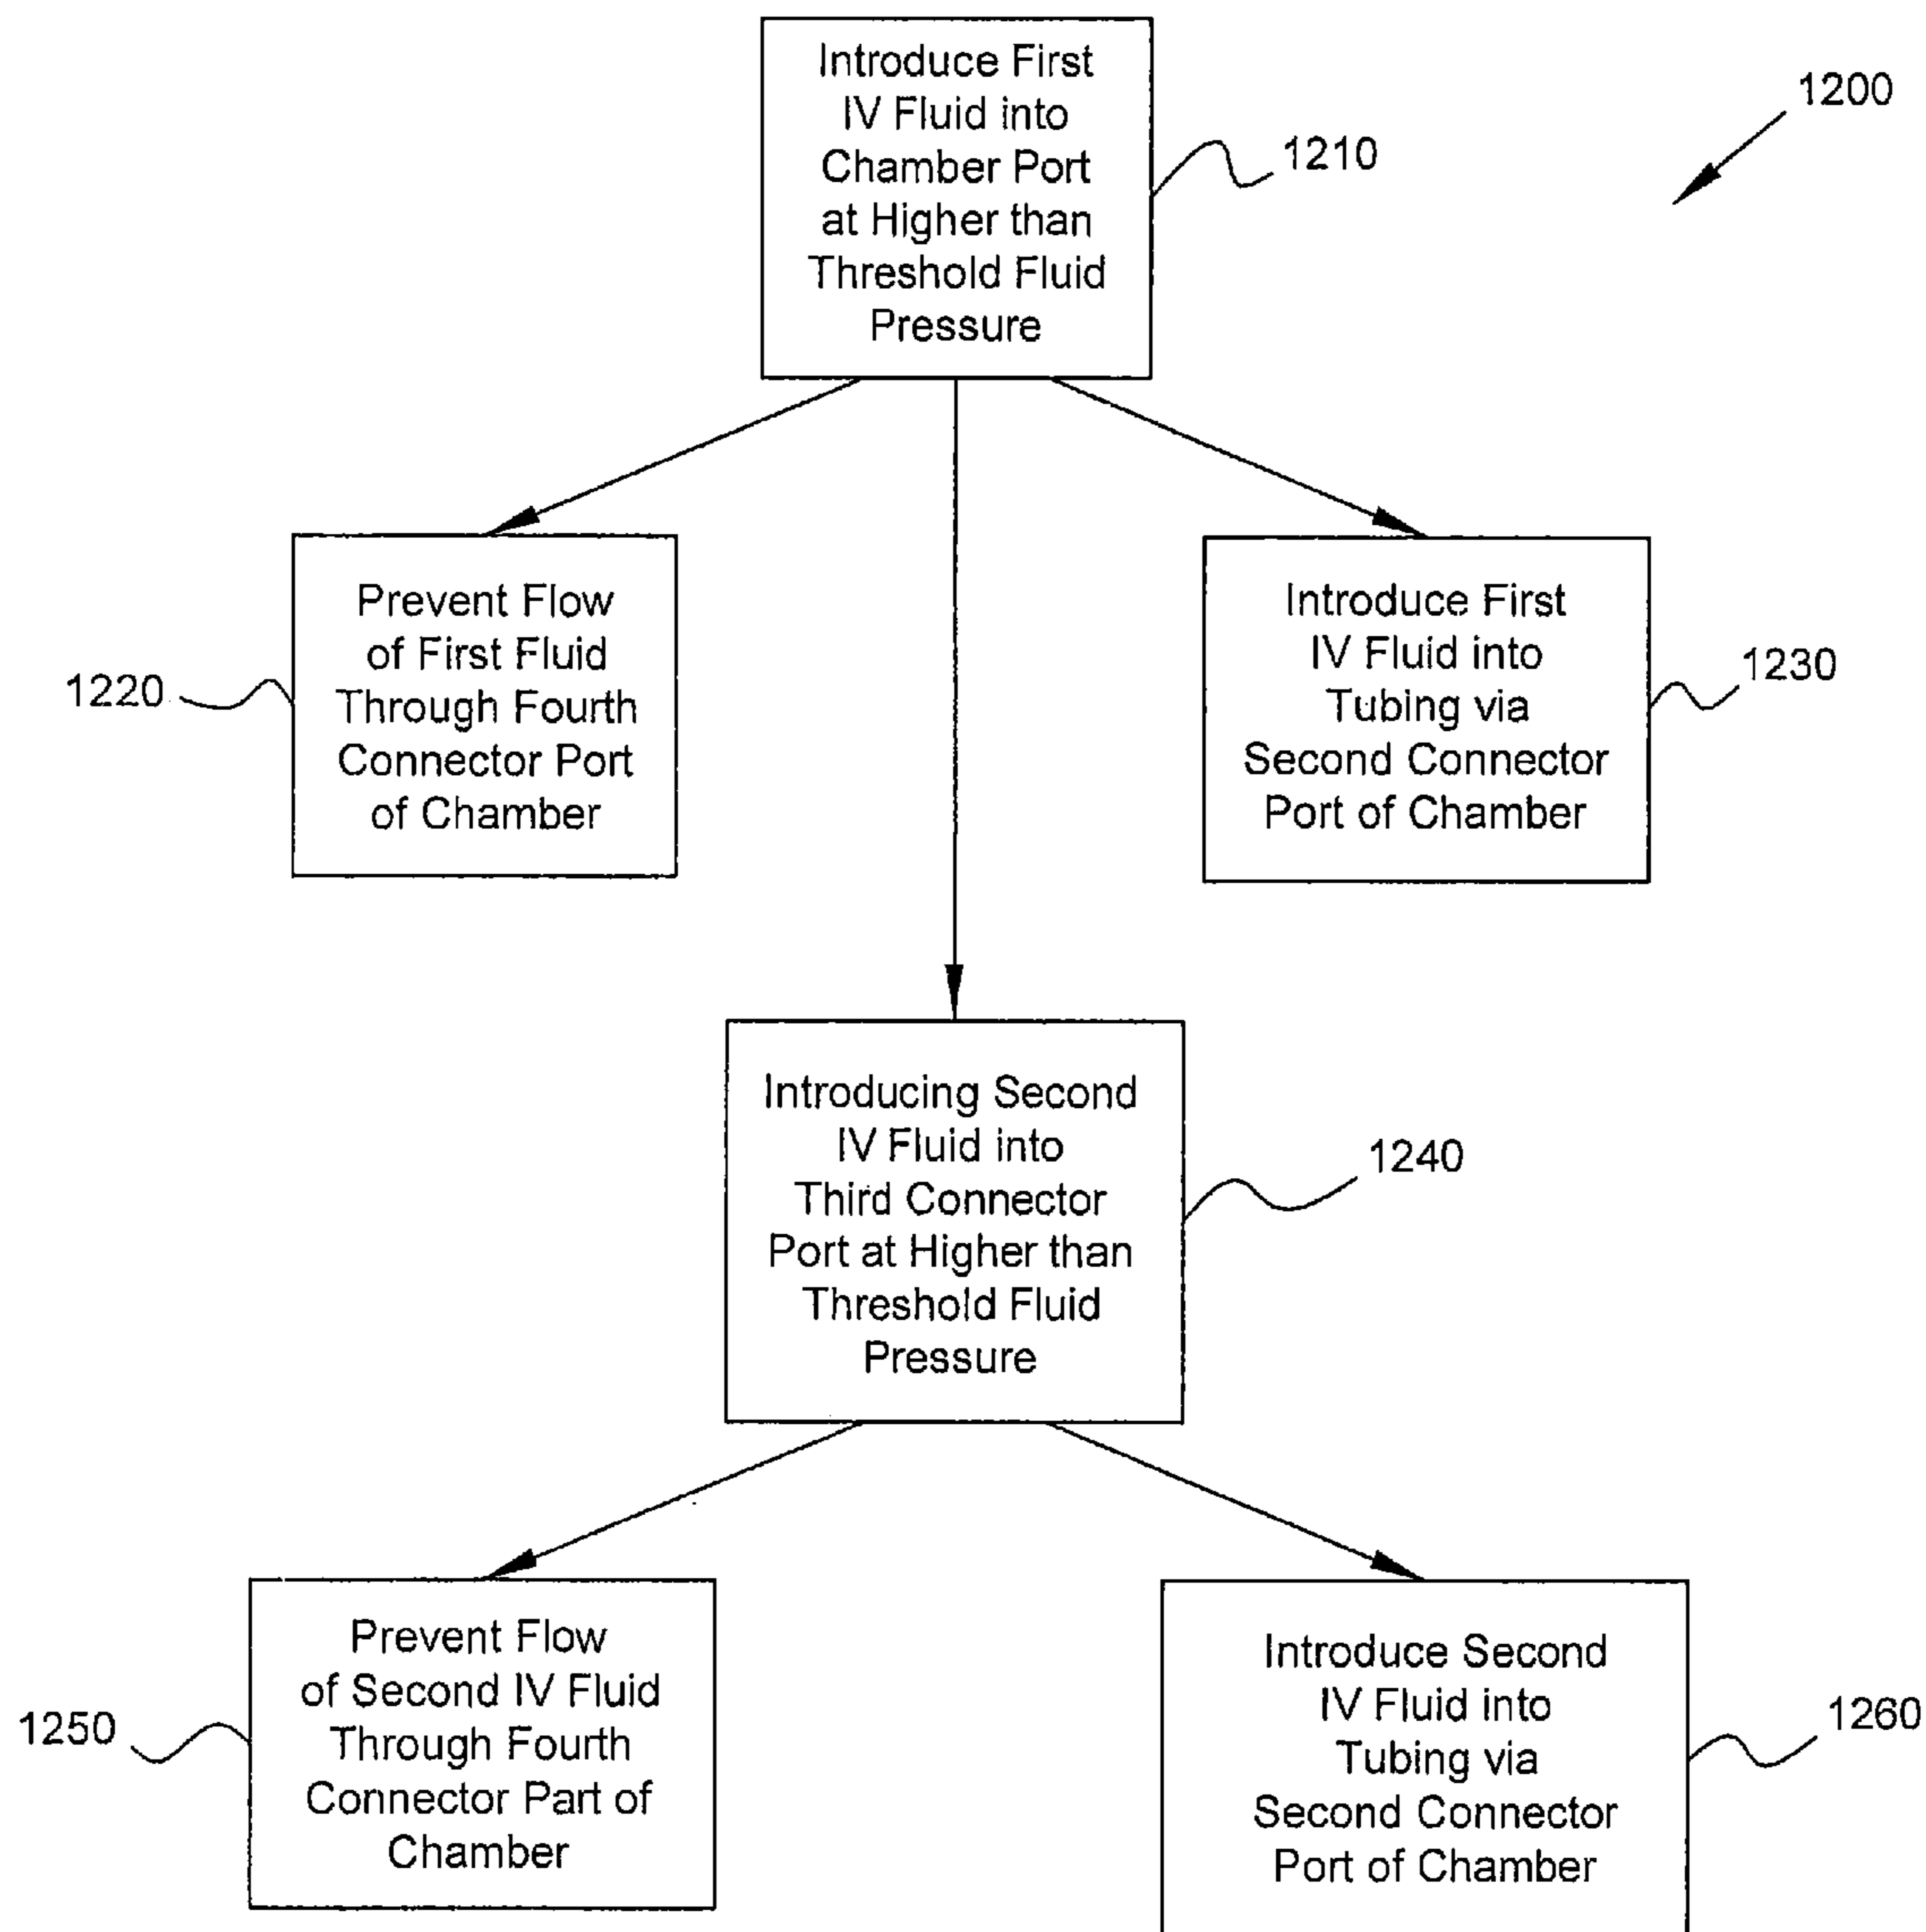 Introduce First
IV Fluid into
Chamber Port
at Higher than
Threshold Fluid
Pressure
1200
1210
Prevent Flow
of First Fluid
Through Fourth
Connector Port
of Chamber
1220
Introduce First
IV Fluid into
Tubing via
Second Connector
Port of Chamber
1230
Introducing Second
IV Fluid into
Third Connector
Port at Higher than
Threshold Fluid
Pressure
1240
Prevent Flow
of Second IV Fluid
Through Fourth
Connector Part of
Chamber
1250
Introduce Second
IV Fluid into
Tubing via
Second Connector
Port of Chamber
1260